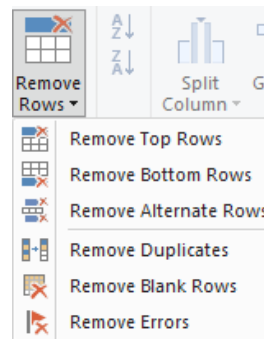 A
Z
Z
A
Remove
Rows
Split
Column
G
Remove Top Rows
Remove Bottom Rows
Remove Alternate Rows
Remove Duplicates
Remove Blank Rows
Remove Errors